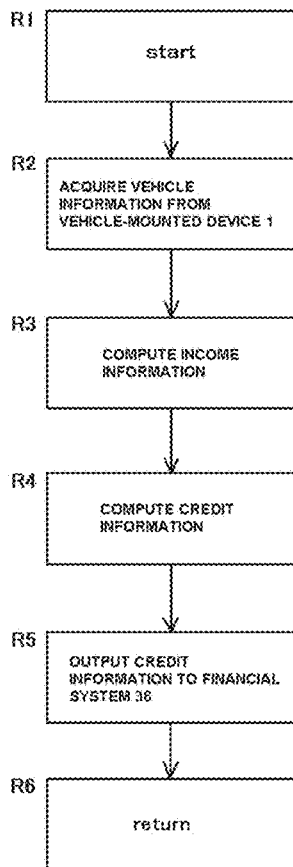 R1
start
R2
ACQUIRE VEHICLE
INFORMATION FROM
VEHICLE-MOUNTED DEVICE 1
R3
COMPUTE INCOME
INFORMATION
R4
COMPUTE CREDIT
INFORMATION
R5
OUTPUT CREDIT
INFORMATION TO FINANCIAL
SYSTEM 36
R6
return